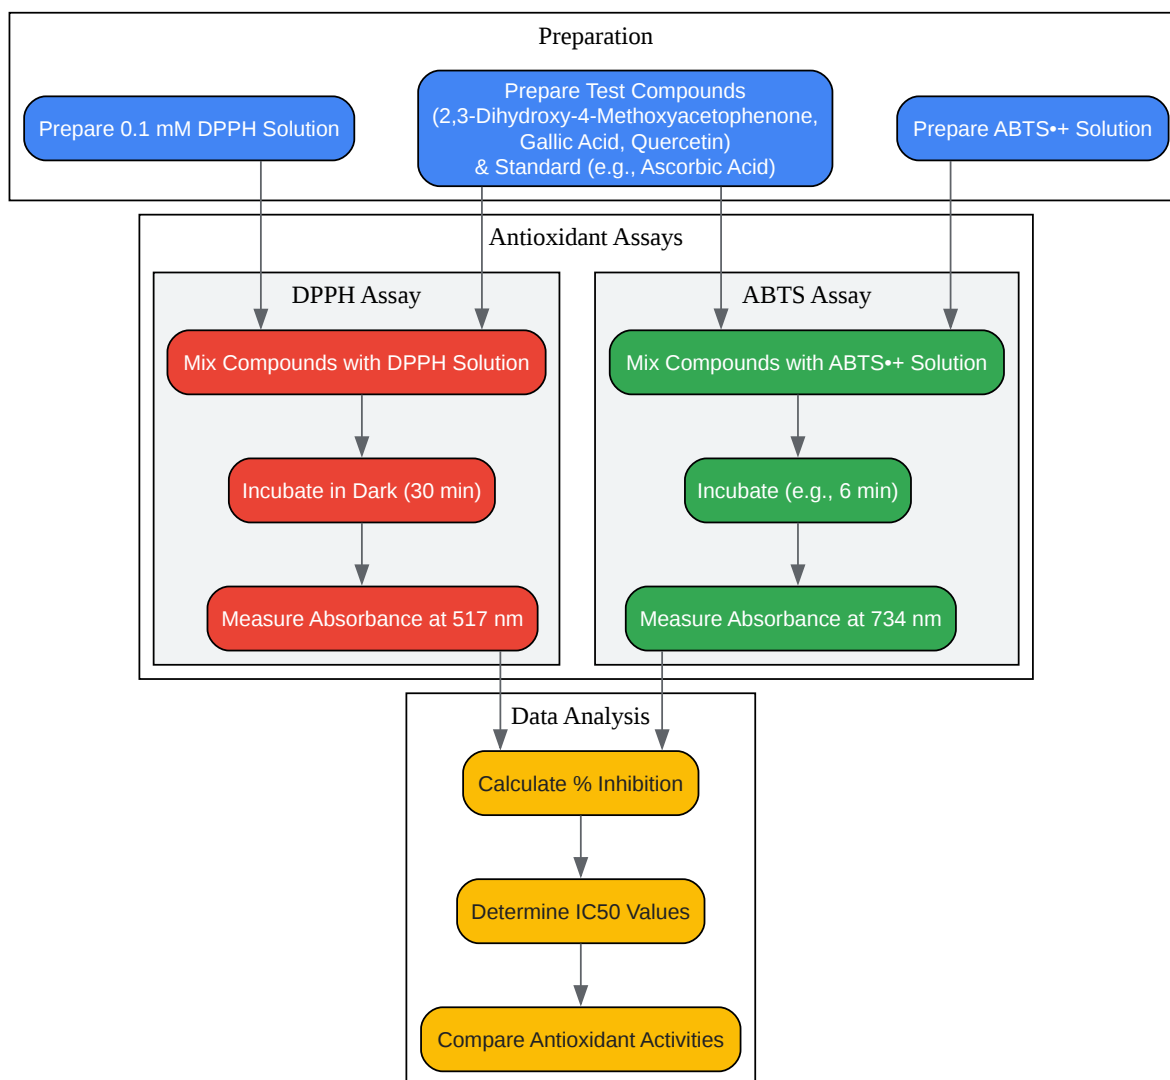 Preparation
Prepare 0.1 mM DPPH Solution
Prepare Test Compounds
(2,3-Dihydroxy-4-Methoxyacetophenone,
Gallic Acid, Quercetin)
& Standard (e.g., Ascorbic Acid)
Prepare ABTS•+ Solution
Antioxidant Assays
DPPH Assay
Mix Compounds with DPPH Solution
Incubate in Dark (30 min)
Measure Absorbance at 517 nm
ABTS Assay
Mix Compounds with ABTS•+ Solution
Incubate (e.g., 6 min)
Measure Absorbance at 734 nm
Data Analysis
Calculate % Inhibition
Determine IC50 Values
Compare Antioxidant Activities